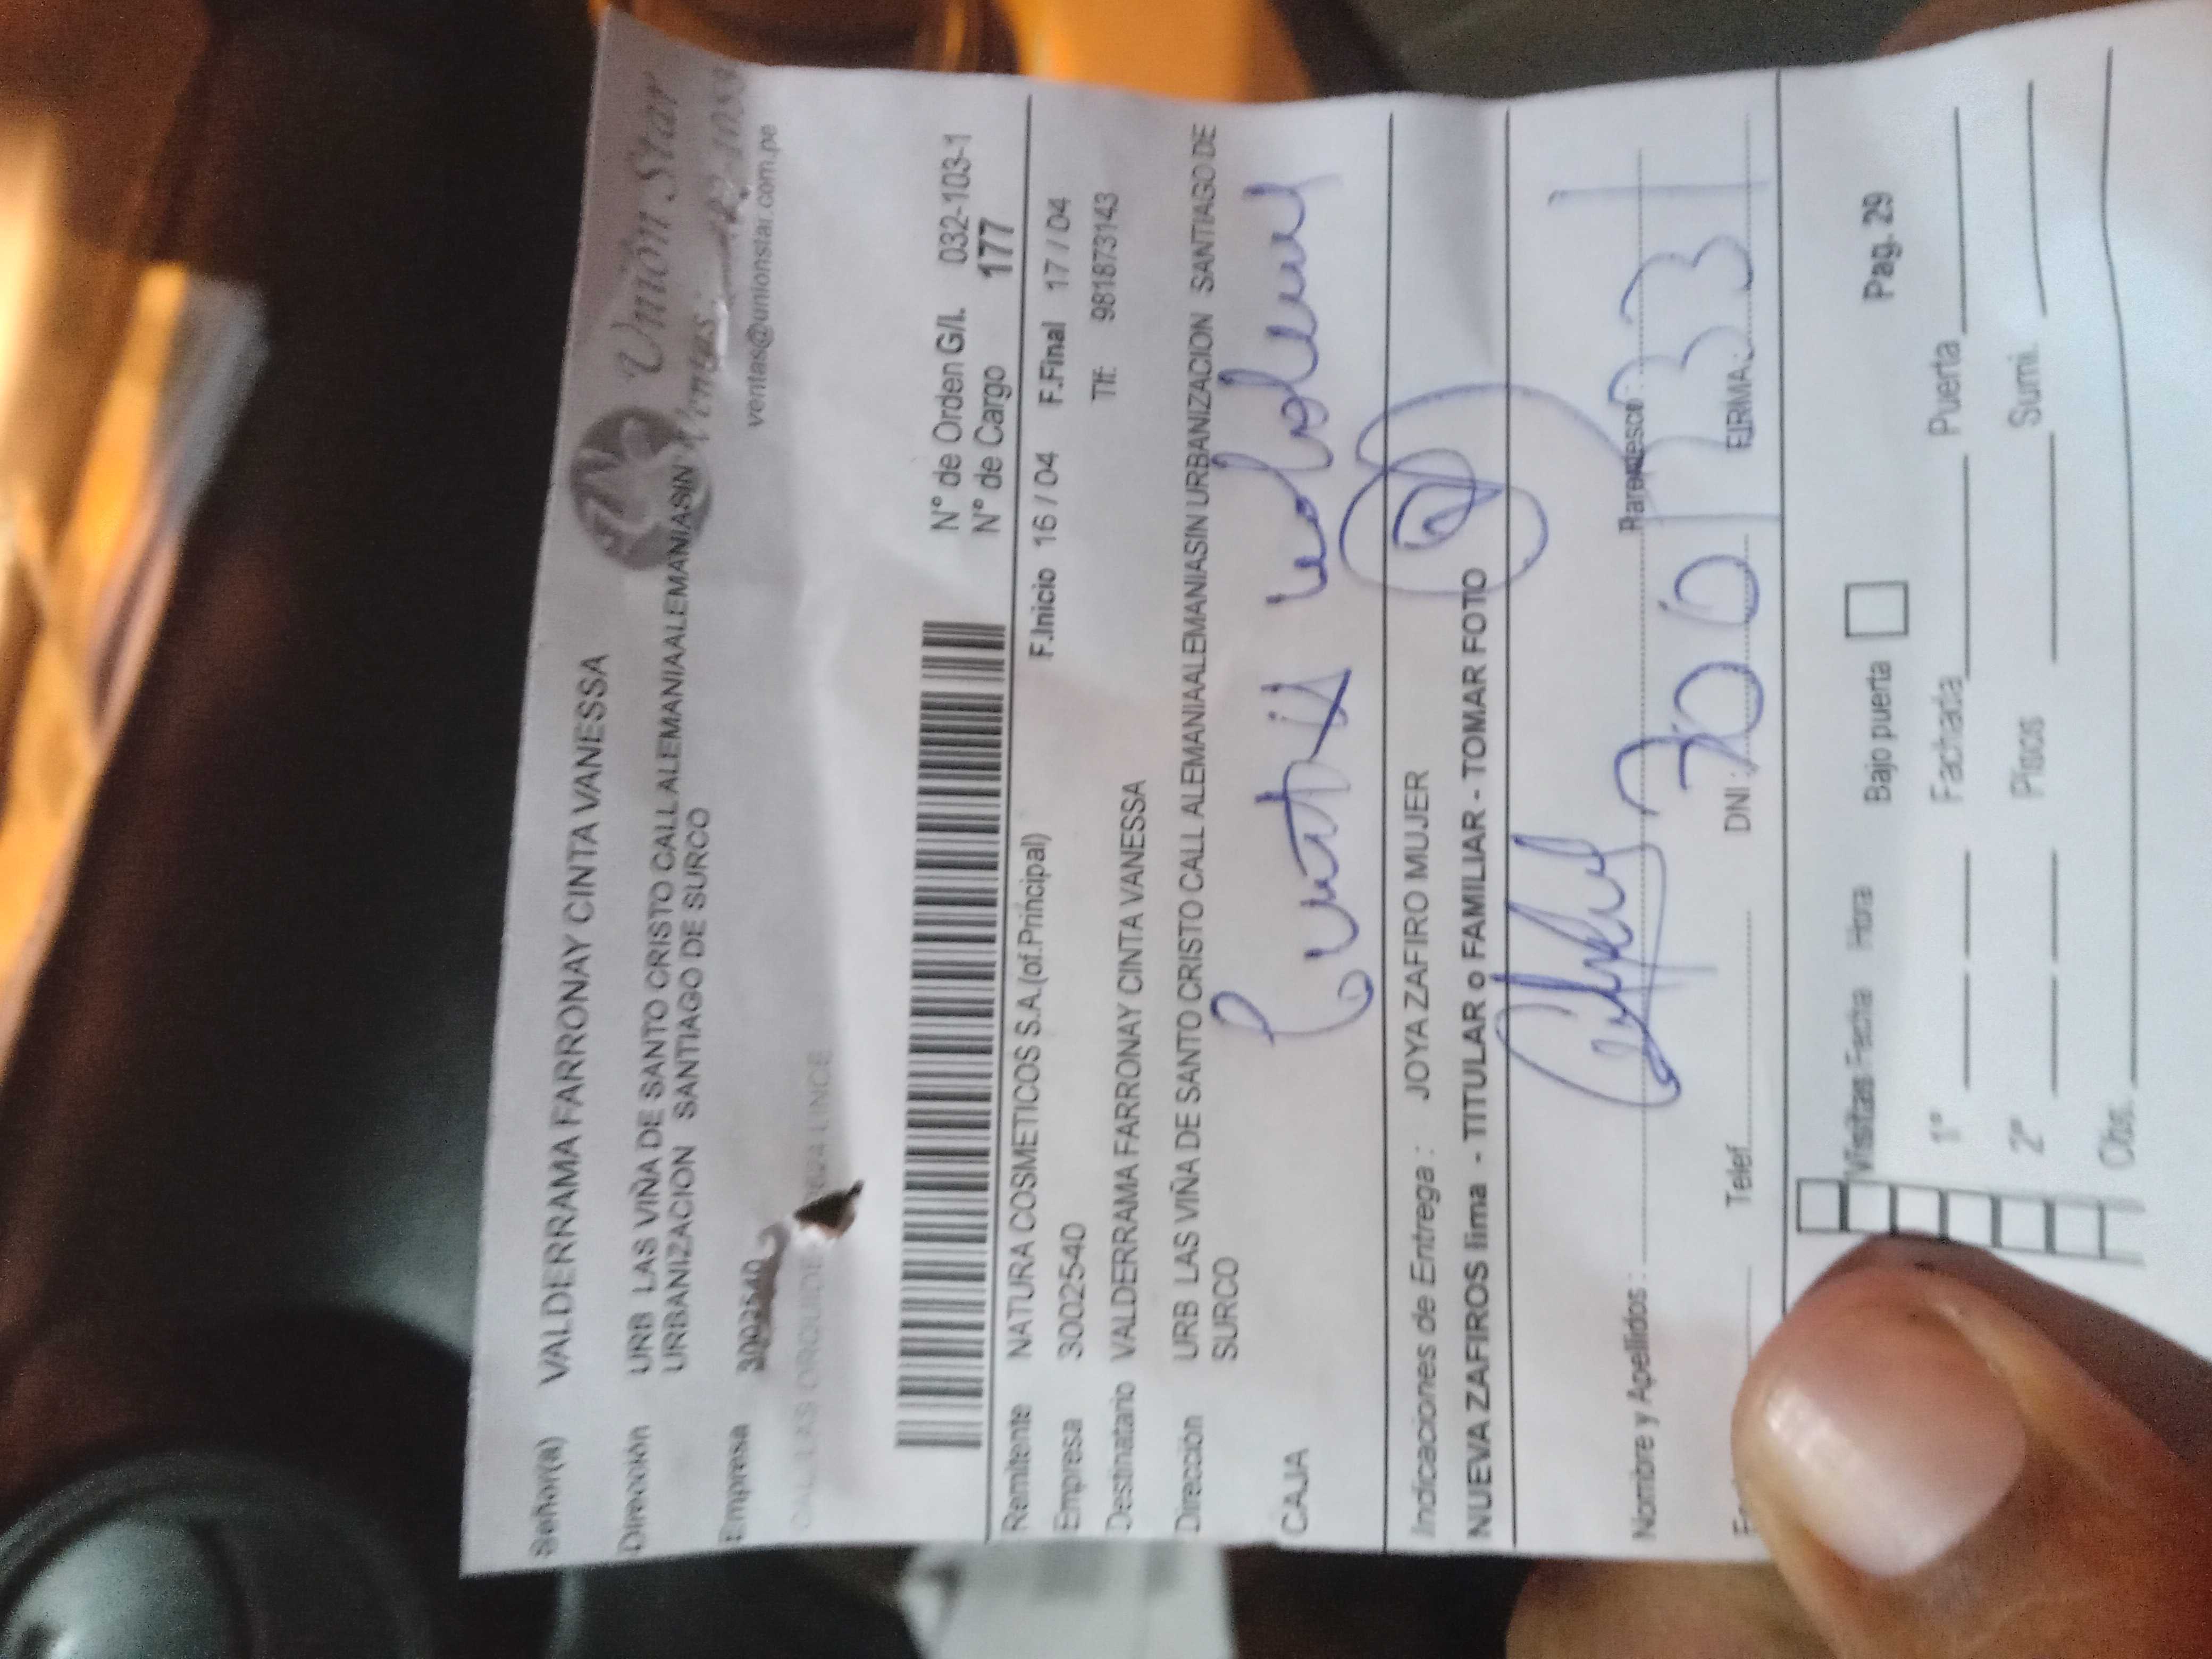 Señor(a) VALDERRAMA FARRONAY CINTA VANESSA
Unión Star
Dirección URB LAS VIÑA DE SANTO CRISTO CALL ALEMANIAALEMANIASIN
URBANIZACION SANTIAGO DE SURCO
Ventas:
ventas@unionstar.com.pe
Empresa 3002540
CALL LAS LINCE
N° de Orden G/L 032-103-1
N° de Cargo 177
Remitente NATURA COSMETICOS S.A.(of.Principal) F.Inicio 16 / 04 F.Final 17 / 04
Empresa 3002540 Tlf: 981873143
Destinatario VALDERRAMA FARRONAY CINTA VANESSA
Dirección URB LAS VIÑA DE SANTO CRISTO CALL ALEMANIAALEMANIASIN URBANIZACION SANTIAGO DE
SURCO
CAJA
Indicaciones de Entrega : JOYA ZAFIRO MUJER
NUEVA ZAFIROS lima - TITULAR o FAMILIAR - TOMAR FOTO
Nombre y Apellidos : Parentesco :
Telef. DNI : FIRMA:
Visitas Fecha Hora Bajo puerta Pag. 29
1° Fachada Puerta
2° Pisos Sumi.
Obs.